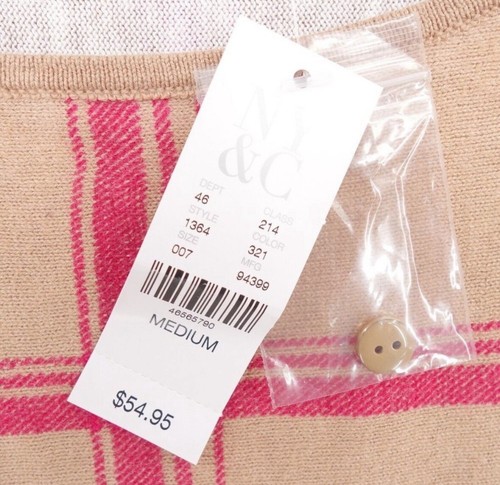 NY
&C
DEPT CLASS
46 214
STYLE COLOR
1364 321
SIZE MFG
007 94399
46565790
MEDIUM
$54.95